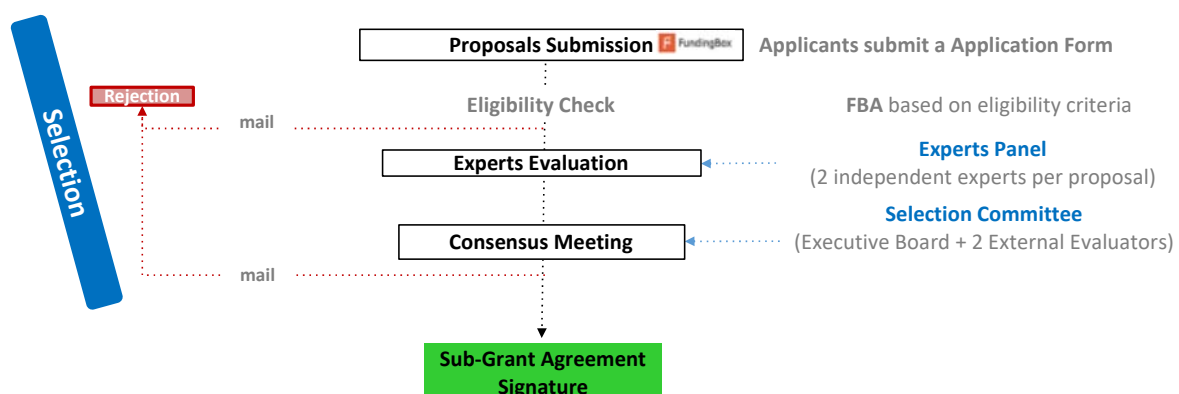 Proposals Submission FundingBox Applicants submit a Application Form
Rejection
Eligibility Check FBA based on eligibility criteria
mail
Selection
Experts Evaluation Experts Panel
(2 independent experts per proposal)
Selection Committee
Consensus Meeting (Executive Board + 2 External Evaluators)
mail
Sub-Grant Agreement
Signature